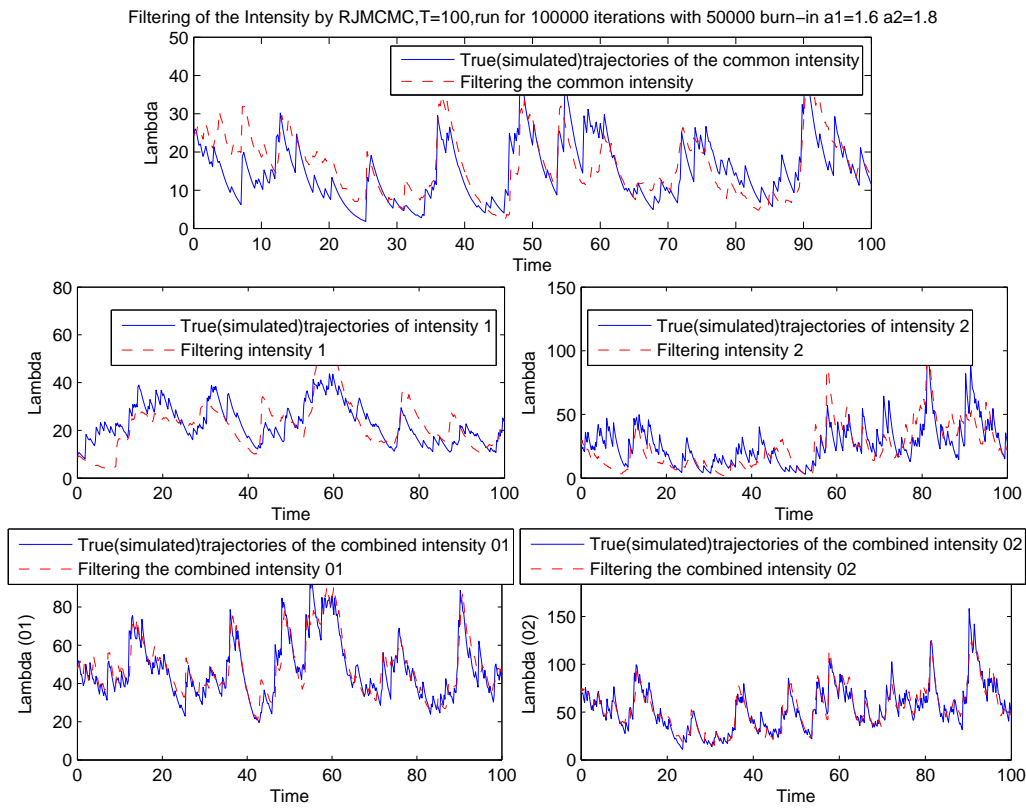 Filtering of the Intensity by RJMCMC,T=100,run for 100000 iterations with 50000 burn−in a1=1.6 a2=1.8
50
40
30
20
10
0
Lambda
True(simulated)trajectories of the common intensity
Filtering the common intensity
0 10 20 30 40 50 60 70 80 90 100
Time
80
60
40
20
0
Lambda
True(simulated)trajectories of intensity 1
Filtering intensity 1
0 20 40 60 80 100
Time
150
100
50
0
Lambda
True(simulated)trajectories of intensity 2
Filtering intensity 2
0 20 40 60 80 100
Time
True(simulated)trajectories of the combined intensity 01
Filtering the combined intensity 01
80
60
40
20
0
Lambda (01)
0 20 40 60 80 100
Time
True(simulated)trajectories of the combined intensity 02
Filtering the combined intensity 02
150
100
50
0
Lambda (02)
0 20 40 60 80 100
Time